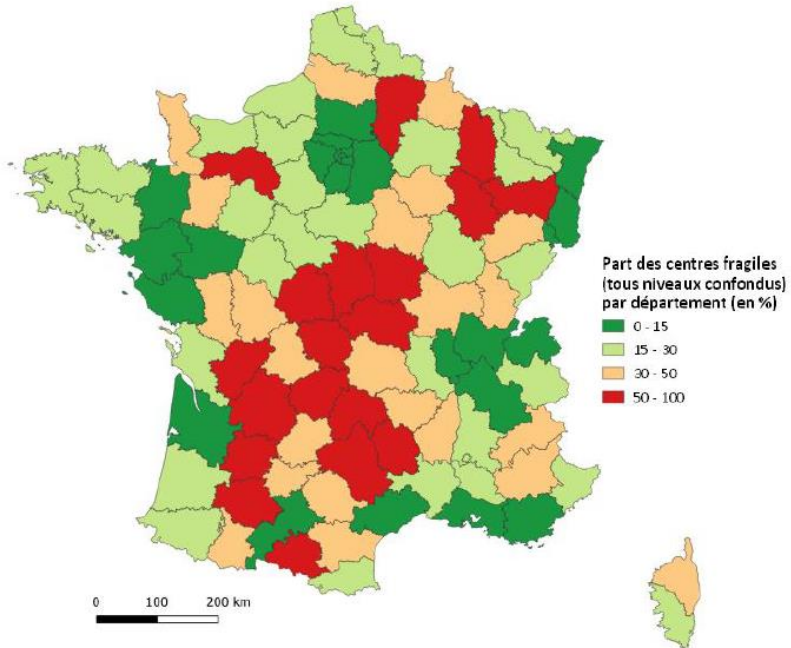 Part des centres fragiles
(tous niveaux confondus)
par département (en %)
0 - 15
15 - 30
30 - 50
50 - 100
0 100 200 km